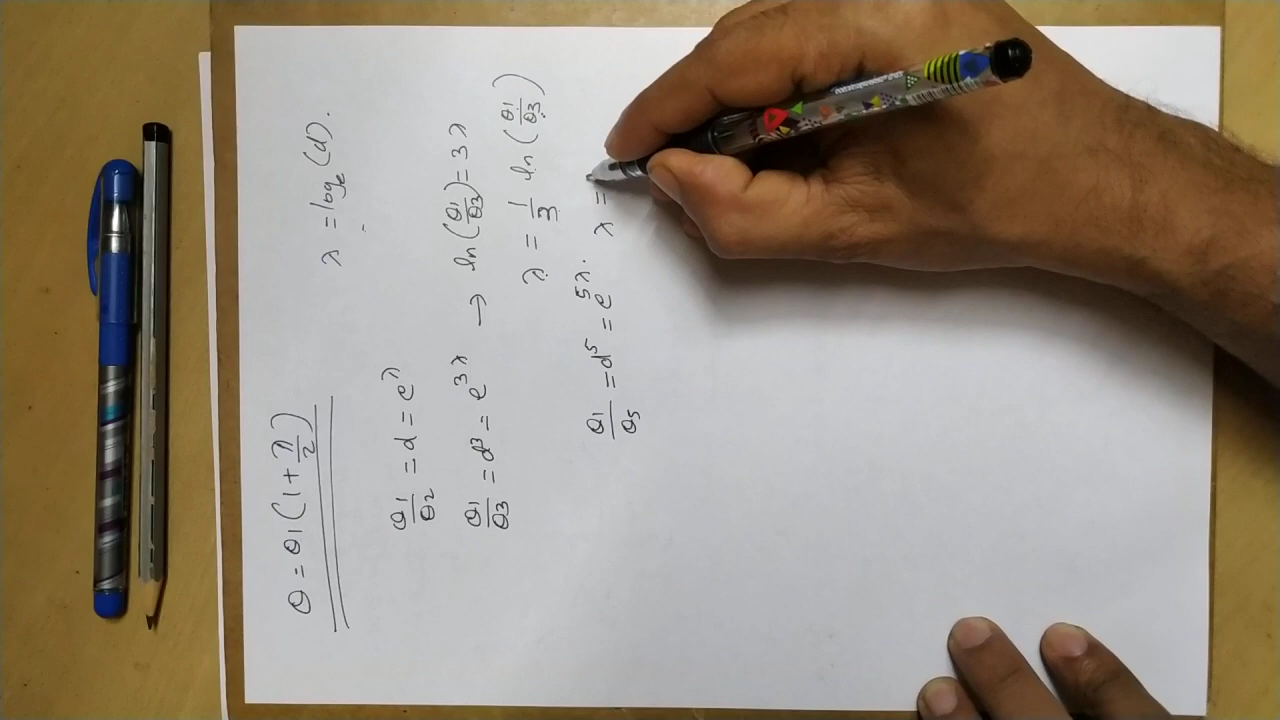 θ = θ1 (1 + λ/2)
λ = logₑ (d).
θ1/θ2 = d = e^λ
θ1/θ3 = d³ = e^3λ → ln (θ1/θ3) = 3λ
λ = 1/3 ln (θ1/θ3)
θ1/θ5 = d⁵ = e^5λ. λ =